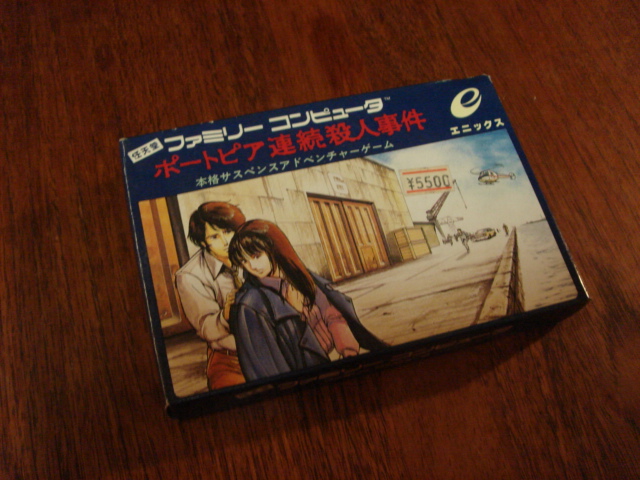 任天堂 ファミリー コンピュータ™
ポートピア連続殺人事件
本格サスペンスアドベンチャーゲーム
e
エニックス
¥5500